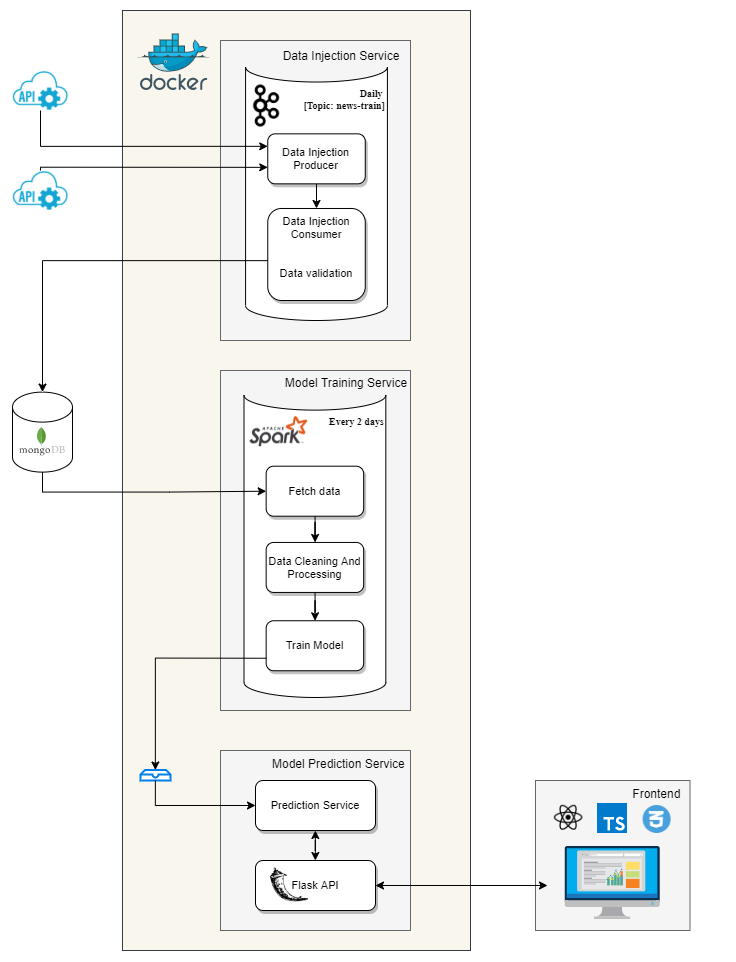 docker
Data Injection Service
API
Daily
[Topic: news-train]
Data Injection
Producer
API
Data Injection
Consumer
Data validation
Model Training Service
APACHE
Spark
Every 2 days
mongoDB
Fetch data
Data Cleaning And
Processing
Train Model
Model Prediction Service
Prediction Service
Flask API
Frontend
TS